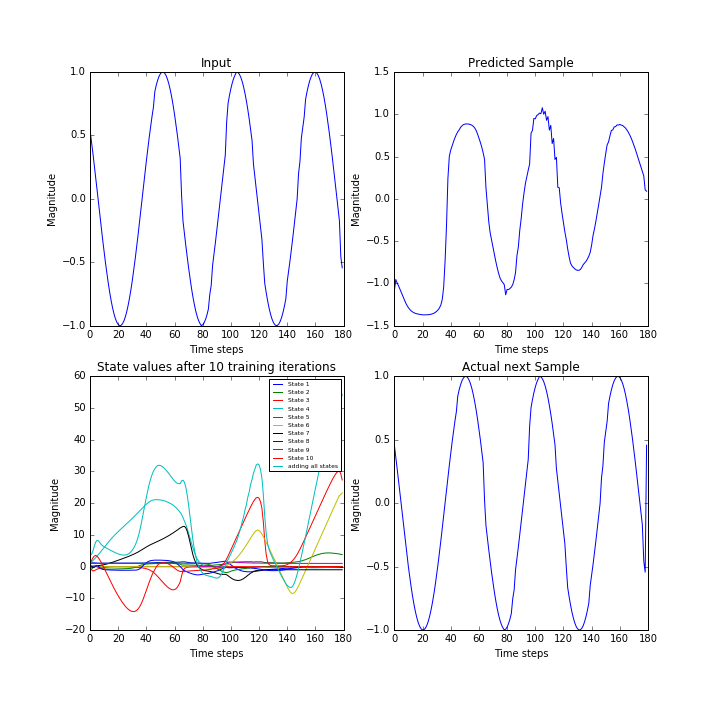 Input
1.0
0.5
0.0
−0.5
−1.0
Magnitude
0 20 40 60 80 100 120 140 160 180
Time steps
Predicted Sample
1.5
1.0
0.5
0.0
−0.5
−1.0
−1.5
Magnitude
0 20 40 60 80 100 120 140 160 180
Time steps
State values after 10 training iterations
60
50
40
30
20
10
0
−10
−20
Magnitude
State 1
State 2
State 3
State 4
State 5
State 6
State 7
State 8
State 9
State 10
adding all states
0 20 40 60 80 100 120 140 160 180
Time steps
Actual next Sample
1.0
0.5
0.0
−0.5
−1.0
Magnitude
0 20 40 60 80 100 120 140 160 180
Time steps